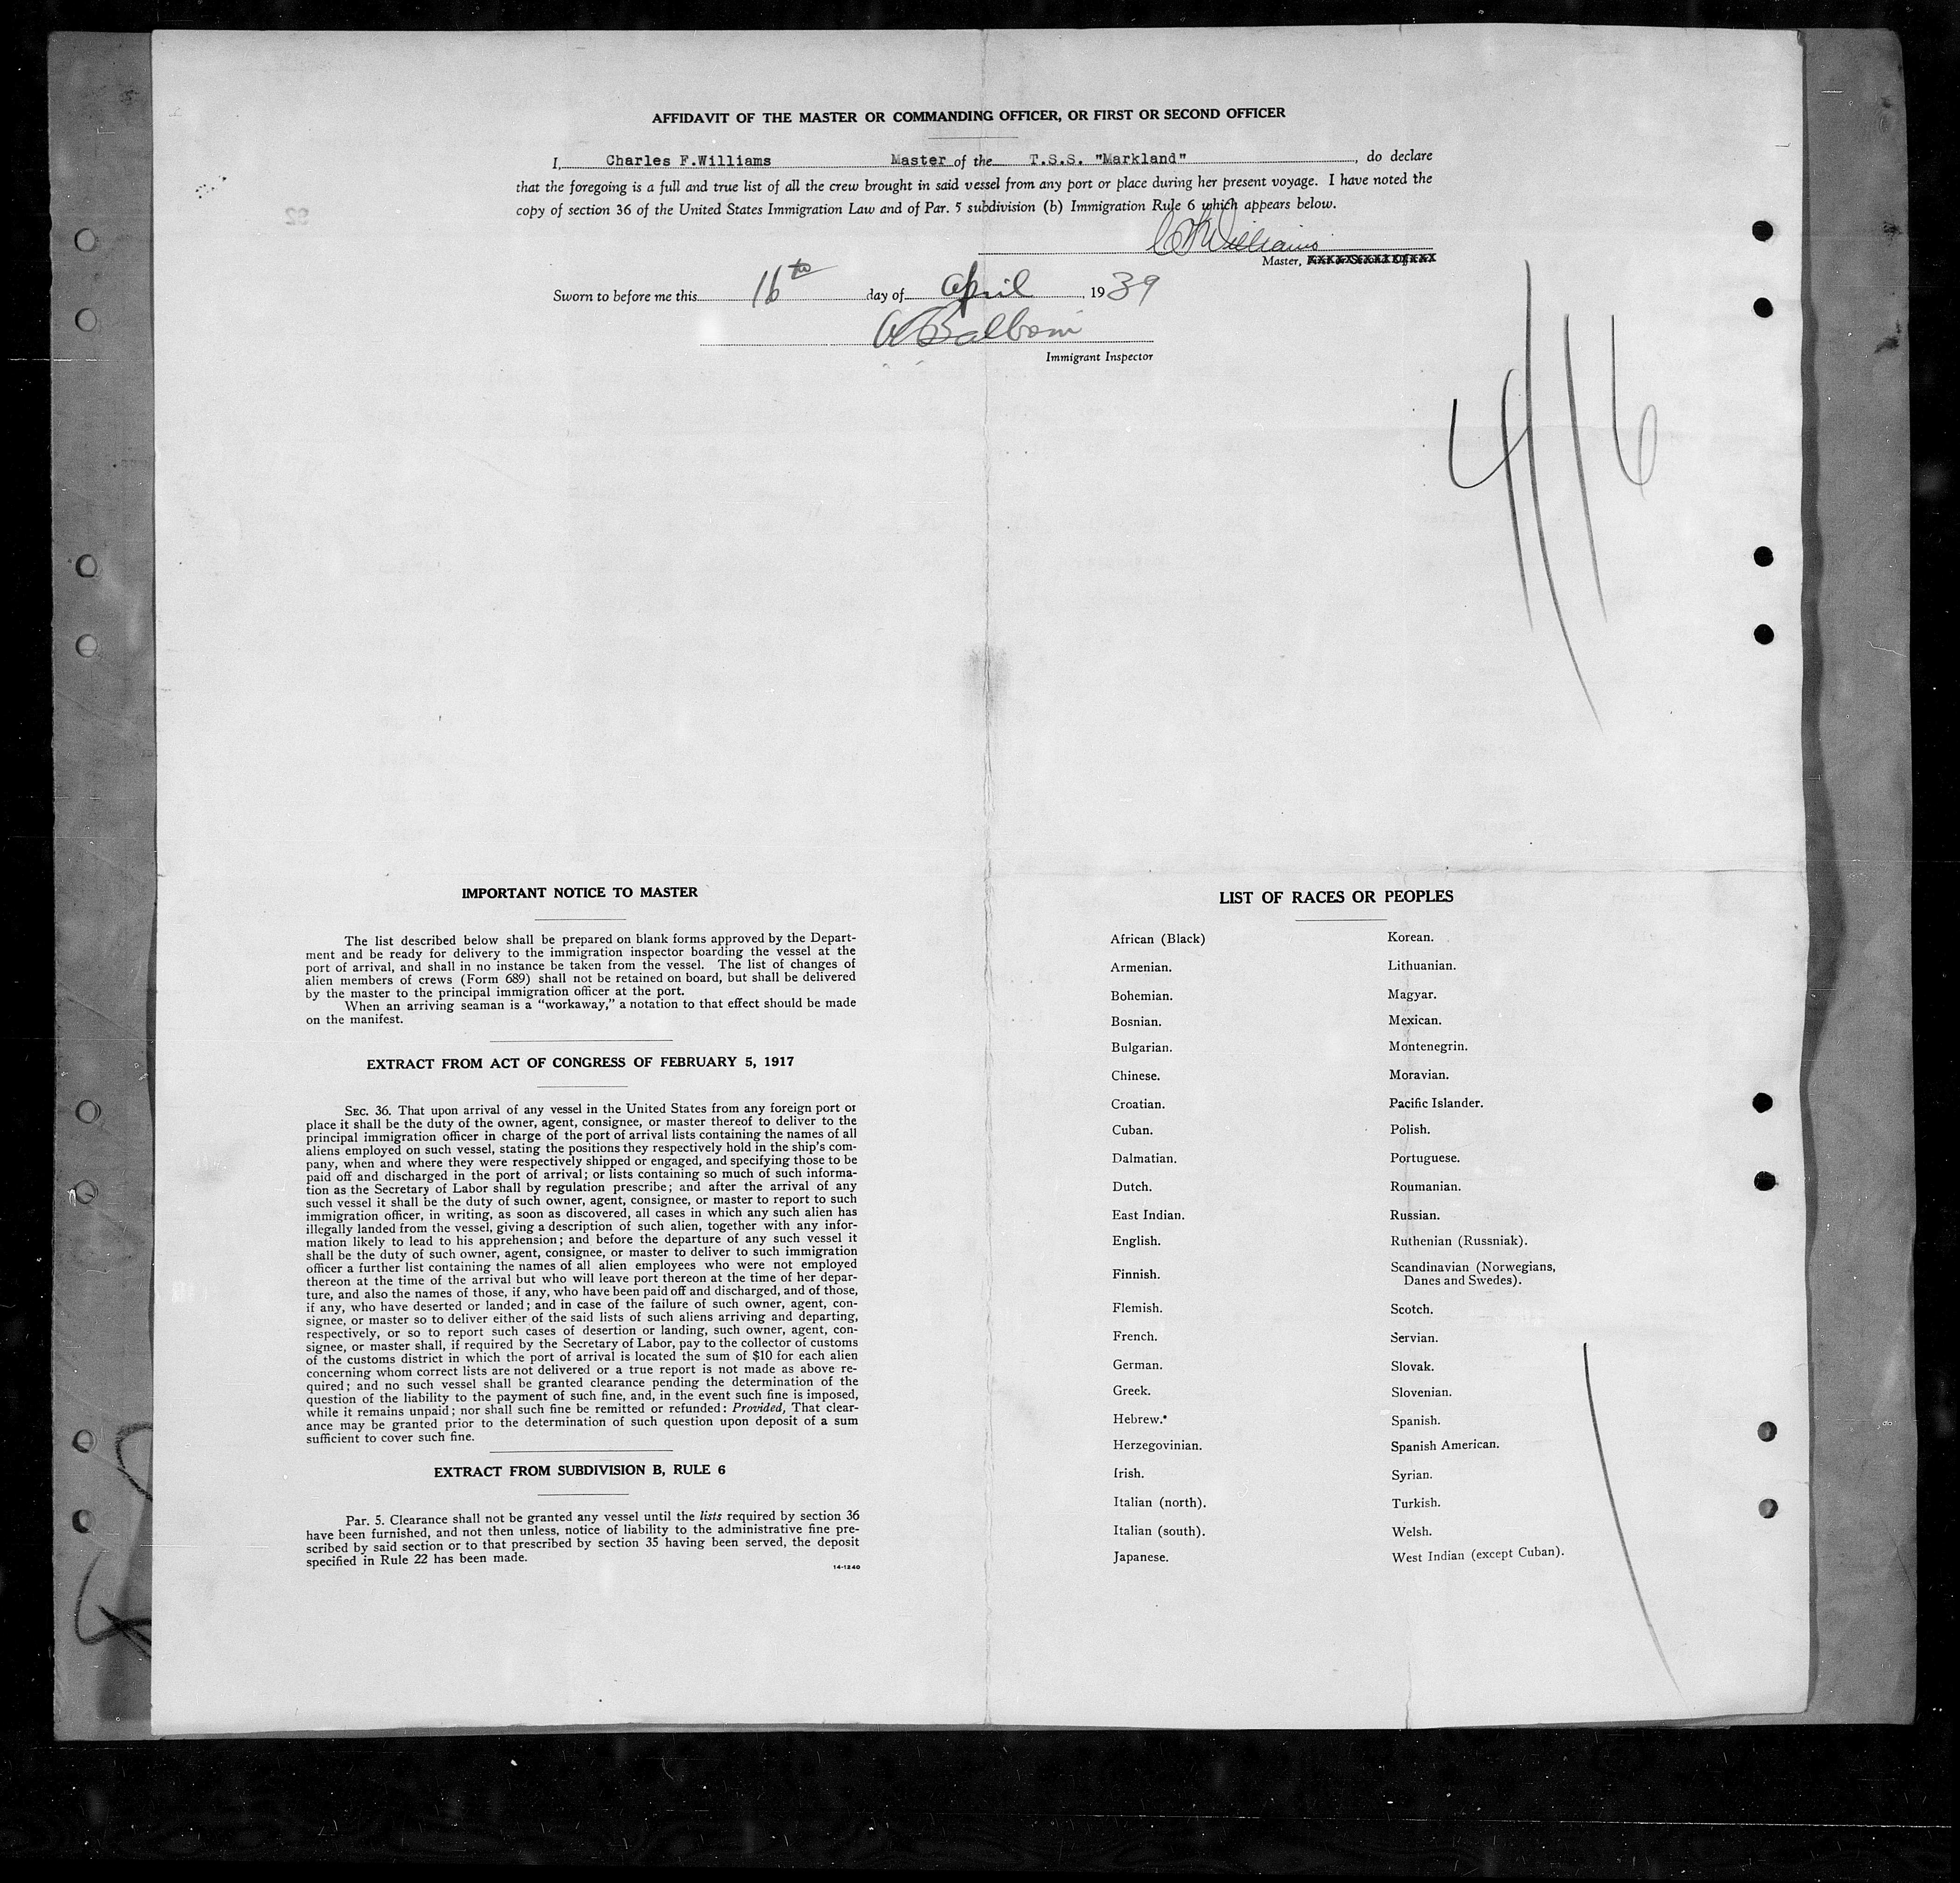 AFFIDAVIT OF THE MASTER OR COMMANDING OFFICER, OR FIRST OR SECOND OFFICER
I, Charles F.Williams Master of the T.S.S. "Markland", do declare
that the foregoing is a full and true list of all the crew brought in said vessel from any port or place during her present voyage. I have noted the
copy of section 36 of the United States Immigration Law and of Par. 5 subdivision (b) Immigration Rule 6 which appears below.
CFWilliams
Master,
Sworn to before me this 16th day of April, 1939
Immigrant Inspector
4/16
IMPORTANT NOTICE TO MASTER
The list described below shall be prepared on blank forms approved by the Depart-
ment and be ready for delivery to the immigration inspector boarding the vessel at the
port of arrival, and shall in no instance be taken from the vessel. The list of changes of
alien members of crews (Form 689) shall not be retained on board, but shall be delivered
by the master to the principal immigration officer at the port.
When an arriving seaman is a "workaway," a notation to that effect should be made
on the manifest.
EXTRACT FROM ACT OF CONGRESS OF FEBRUARY 5, 1917
SEC. 36. That upon arrival of any vessel in the United States from any foreign port or
place it shall be the duty of the owner, agent, consignee, or master thereof to deliver to the
principal immigration officer in charge of the port of arrival lists containing the names of all
aliens employed on such vessel, stating the positions they respectively hold in the ship's com-
pany, when and where they were respectively shipped or engaged, and specifying those to be
paid off and discharged in the port of arrival; or lists containing so much of such informa-
tion as the Secretary of Labor shall by regulation prescribe; and after the arrival of any
such vessel it shall be the duty of such owner, agent, consignee, or master to report to such
immigration officer, in writing, as soon as discovered, all cases in which any such alien has
illegally landed from the vessel, giving a description of such alien, together with any infor-
mation likely to lead to his apprehension; and before the departure of any such vessel it
shall be the duty of such owner, agent, consignee, or master to deliver to such immigration
officer a further list containing the names of all alien employees who were not employed
thereon at the time of the arrival but who will leave port thereon at the time of her depar-
ture, and also the names of those, if any, who have been paid off and discharged, and of those,
if any, who have deserted or landed; and in case of the failure of such owner, agent, con-
signee, or master so to deliver either of the said lists of such aliens arriving and departing,
respectively, or so to report such cases of desertion or landing, such owner, agent, con-
signee, or master shall, if required by the Secretary of Labor, pay to the collector of customs
of the customs district in which the port of arrival is located the sum of $10 for each alien
concerning whom correct lists are not delivered or a true report is not made as above re-
quired; and no such vessel shall be granted clearance pending the determination of the
question of the liability to the payment of such fine, and, in the event such fine is imposed,
while it remains unpaid; nor shall such fine be remitted or refunded: Provided, That clear-
ance may be granted prior to the determination of such question upon deposit of a sum
sufficient to cover such fine.
EXTRACT FROM SUBDIVISION B, RULE 6
Par. 5. Clearance shall not be granted any vessel until the lists required by section 36
have been furnished, and not then unless, notice of liability to the administrative fine pre-
scribed by said section or to that prescribed by section 35 having been served, the deposit
specified in Rule 22 has been made.
14-1240
LIST OF RACES OR PEOPLES
African (Black)
Armenian.
Bohemian.
Bosnian.
Bulgarian.
Chinese.
Croatian.
Cuban.
Dalmatian.
Dutch.
East Indian.
English.
Finnish.
Flemish.
French.
German.
Greek.
Hebrew.
Herzegovinian.
Irish.
Italian (north).
Italian (south).
Japanese.
Korean.
Lithuanian.
Magyar.
Mexican.
Montenegrin.
Moravian.
Pacific Islander.
Polish.
Portuguese.
Roumanian.
Russian.
Ruthenian (Russniak).
Scandinavian (Norwegians,
Danes and Swedes).
Scotch.
Servian.
Slovak.
Slovenian.
Spanish.
Spanish American.
Syrian.
Turkish.
Welsh.
West Indian (except Cuban).